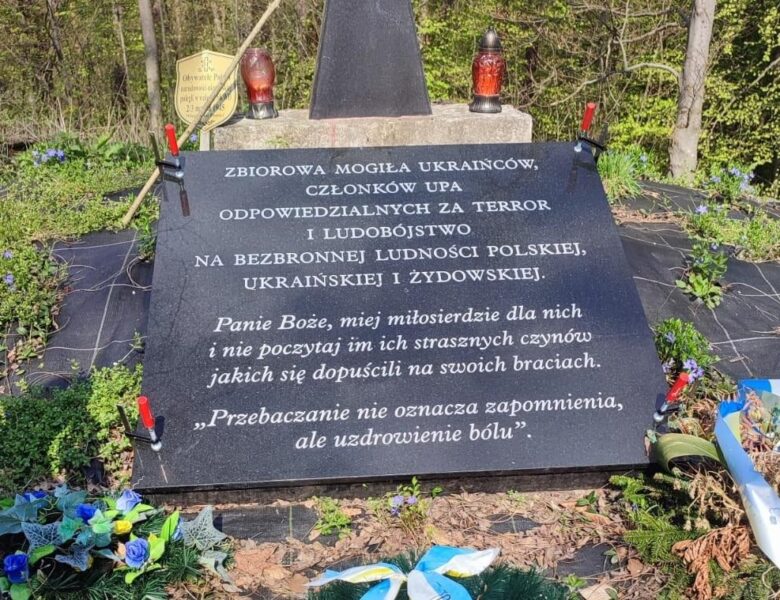 Obywatele Pol
ZBIOROWA MOGIŁA UKRAIŃCÓW,
CZŁONKÓW UPA
ODPOWIEDZIALNYCH ZA TERROR
I LUDOBÓJSTWO
NA BEZBRONNEJ LUDNOŚCI POLSKIEJ,
UKRAIŃSKIEJ I ŻYDOWSKIEJ.
Panie Boże, miej miłosierdzie dla nich
i nie poczytaj im ich strasznych czynów
jakich się dopuścili na swoich braciach.
„Przebaczanie nie oznacza zapomnienia,
ale uzdrowienie bólu”.